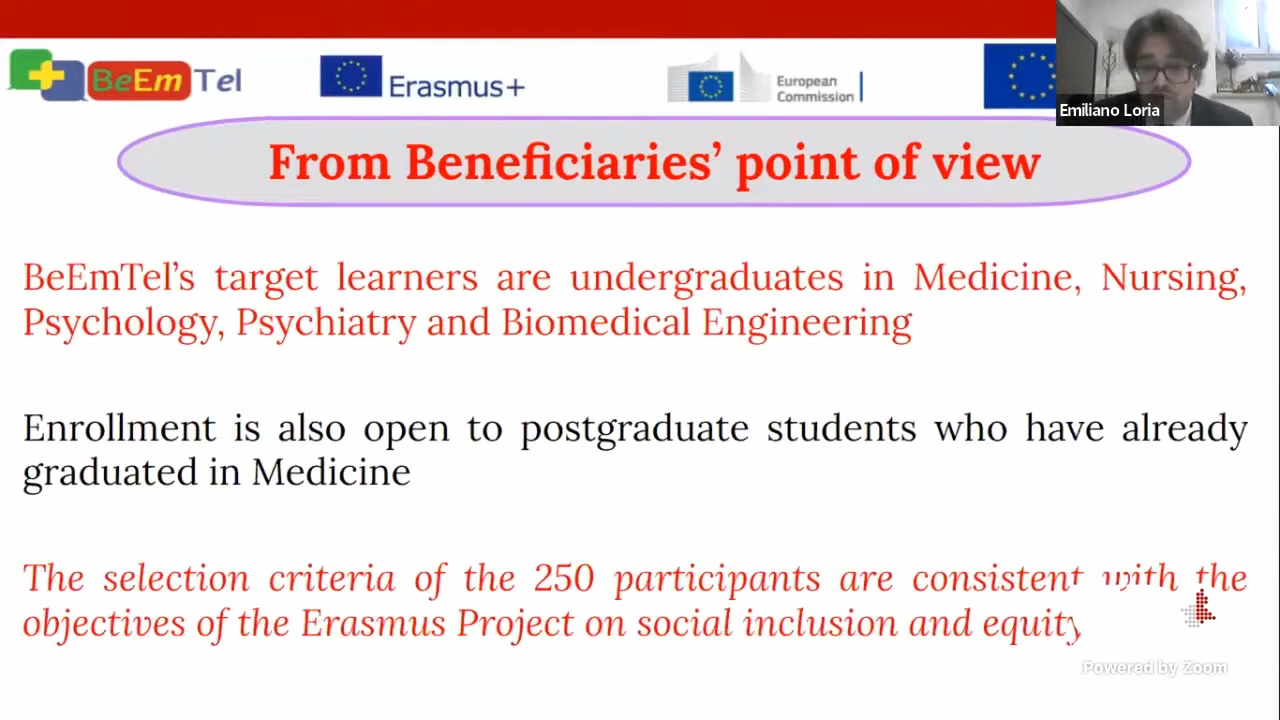 BeEmTel
Erasmus+
European
Commission
Emiliano Loria
From Beneficiaries’ point of view
BeEmTel’s target learners are undergraduates in Medicine, Nursing,
Psychology, Psychiatry and Biomedical Engineering
Enrollment is also open to postgraduate students who have already
graduated in Medicine
The selection criteria of the 250 participants are consistent with the
objectives of the Erasmus Project on social inclusion and equity
Powered by Zoom